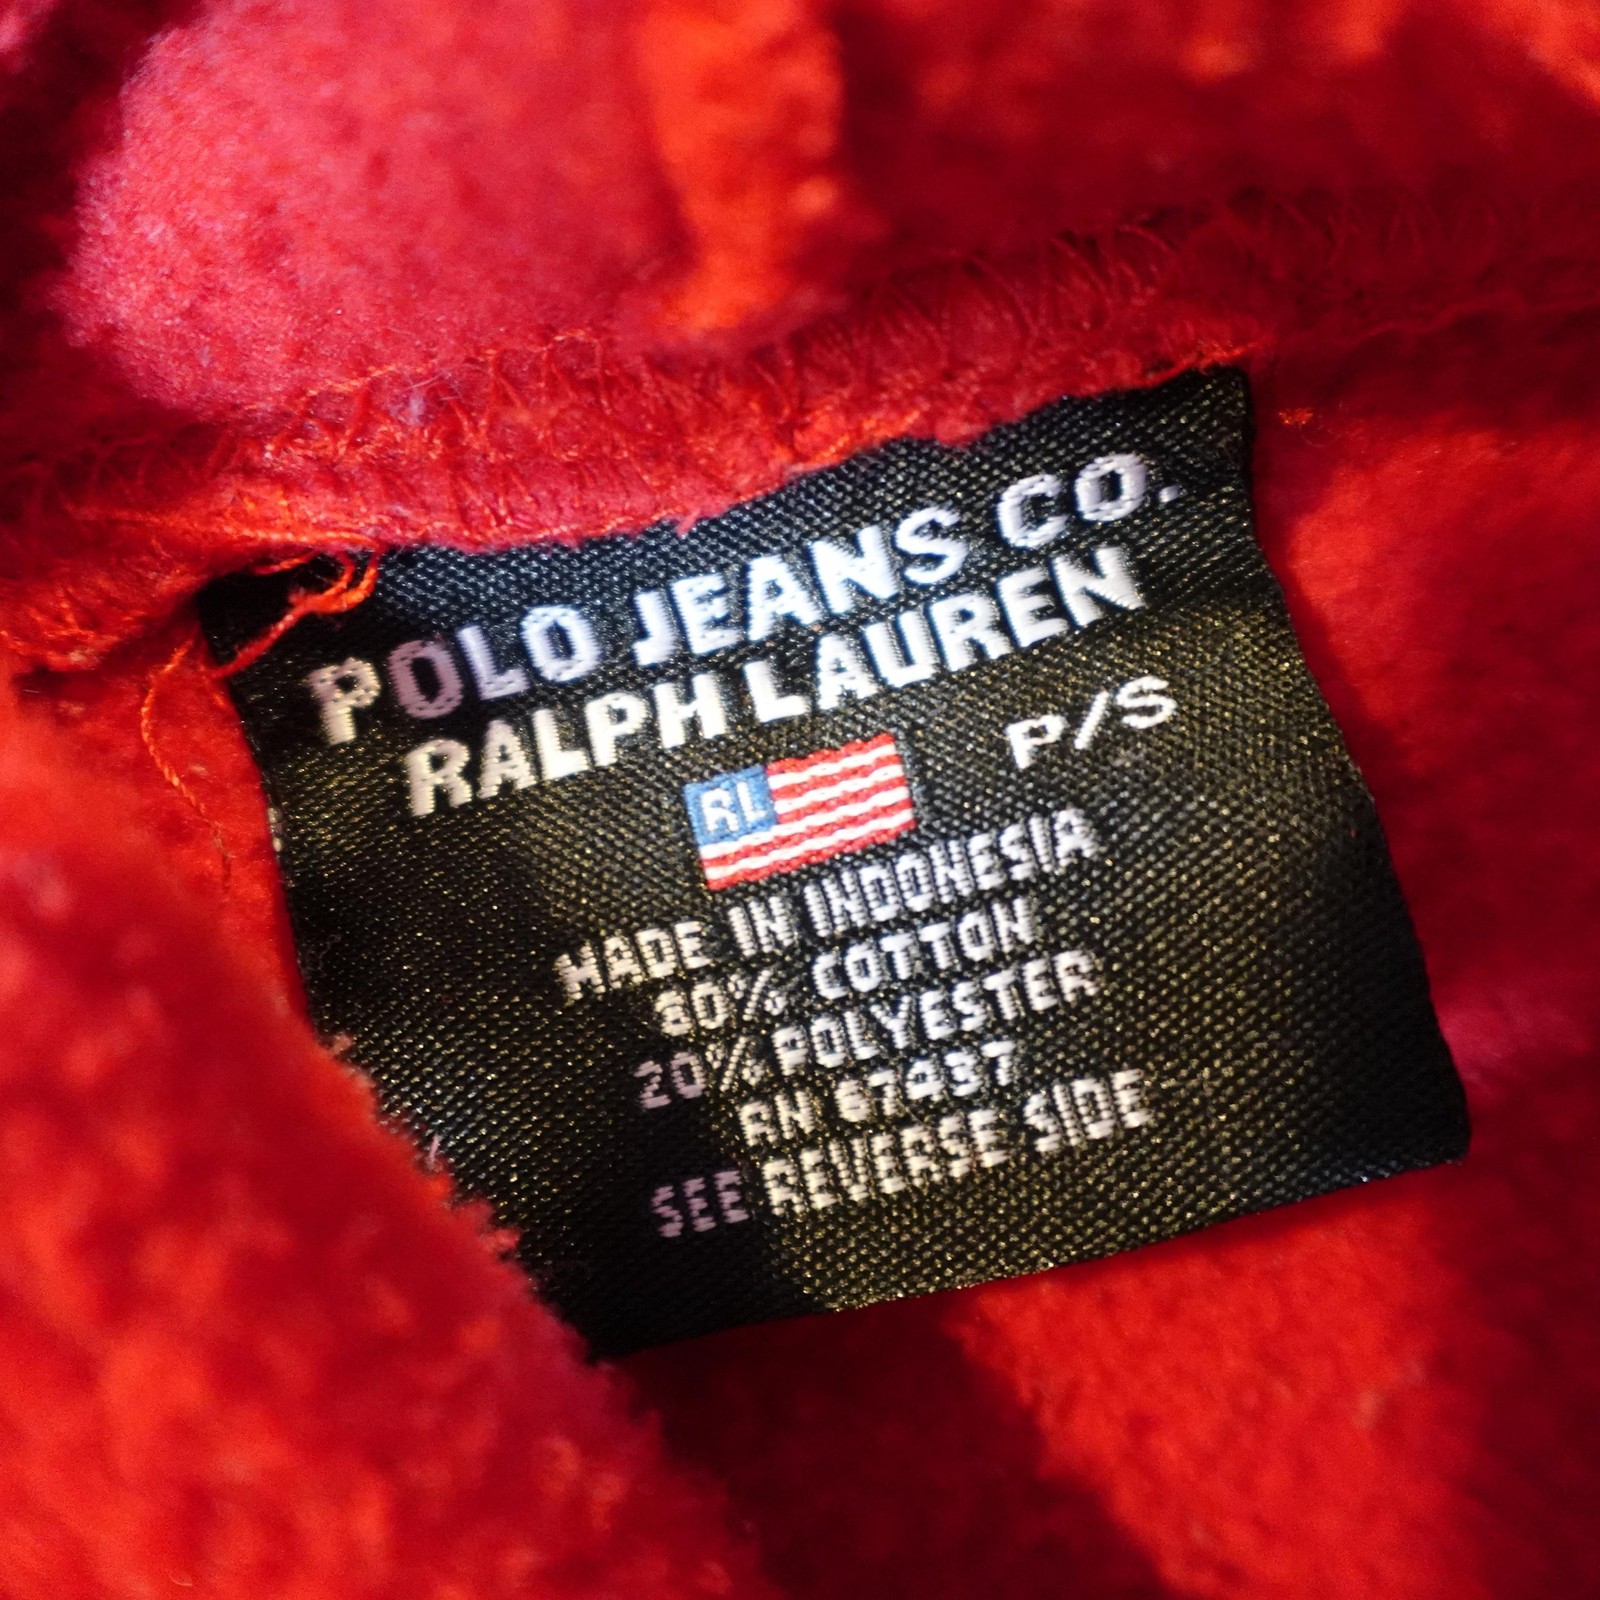 POLO JEANS CO.
RALPH LAUREN
P/S
RL
MADE IN INDONESIA
80% COTTON
20% POLYESTER
RN 67437
SEE REVERSE SIDE